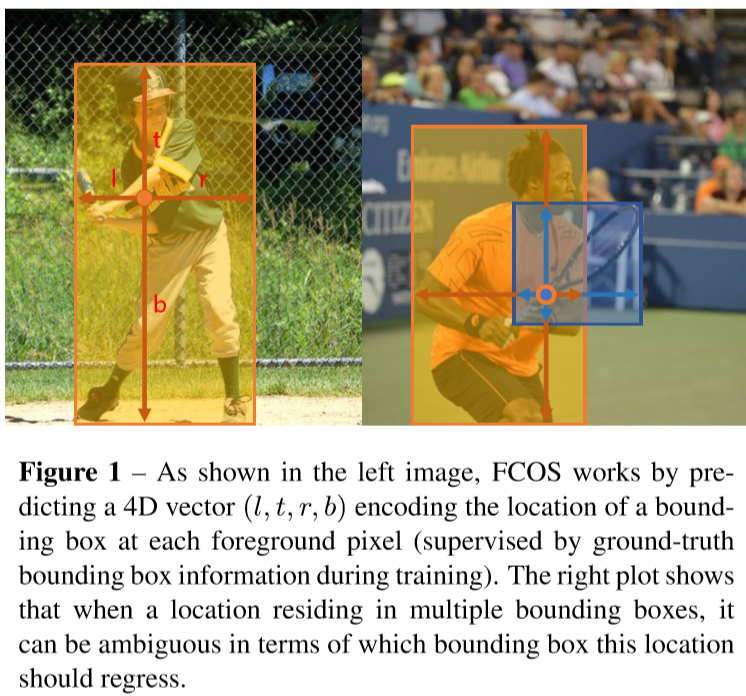 t
l
r
b
Emirates Airline
CITIZEN
Figure 1 – As shown in the left image, FCOS works by pre-
dicting a 4D vector (l, t, r, b) encoding the location of a bound-
ing box at each foreground pixel (supervised by ground-truth
bounding box information during training). The right plot shows
that when a location residing in multiple bounding boxes, it
can be ambiguous in terms of which bounding box this location
should regress.